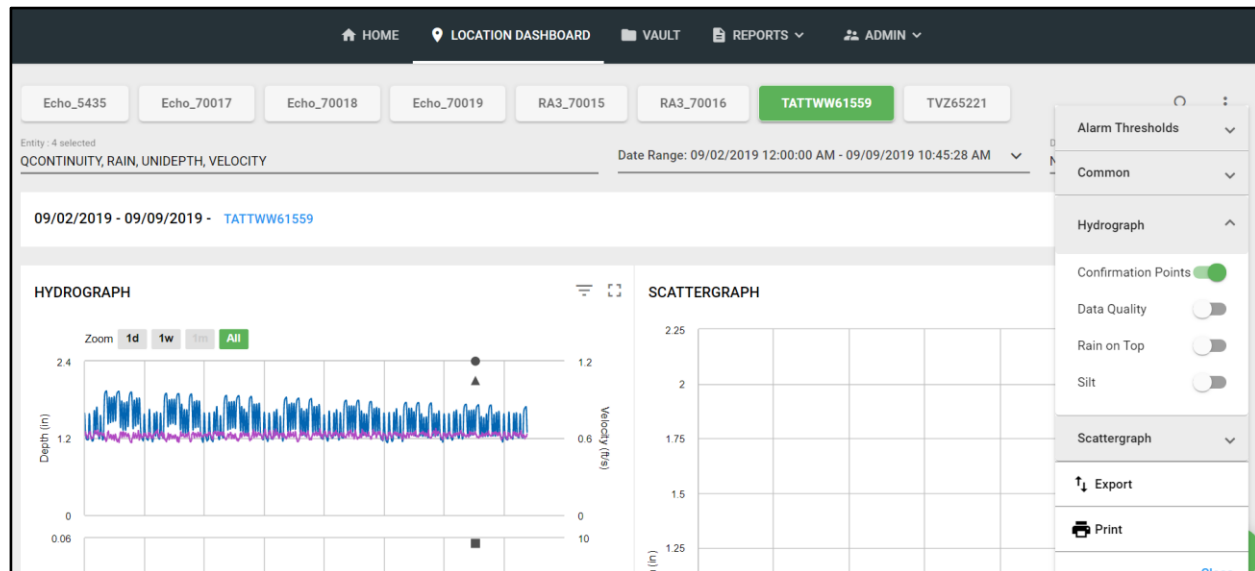 HOME LOCATION DASHBOARD VAULT REPORTS ADMIN
Echo_5435 Echo_70017 Echo_70018 Echo_70019 RA3_70015 RA3_70016 TATTWW61559 TVZ65221
Entity : 4 selected
QCONTINUITY, RAIN, UNIDEPTH, VELOCITY
Date Range: 09/02/2019 12:00:00 AM - 09/09/2019 10:45:28 AM
09/02/2019 - 09/09/2019 - TATTWW61559
HYDROGRAPH
Zoom 1d 1w 1m All
2.4
1.2
0
0.06
Depth (in)
1.2
0.6
0
10
Velocity (ft/s)
SCATTERGRAPH
2.25
2
1.75
1.5
1.25
(in)
Alarm Thresholds
Common
Hydrograph
Confirmation Points
Data Quality
Rain on Top
Silt
Scattergraph
Export
Print